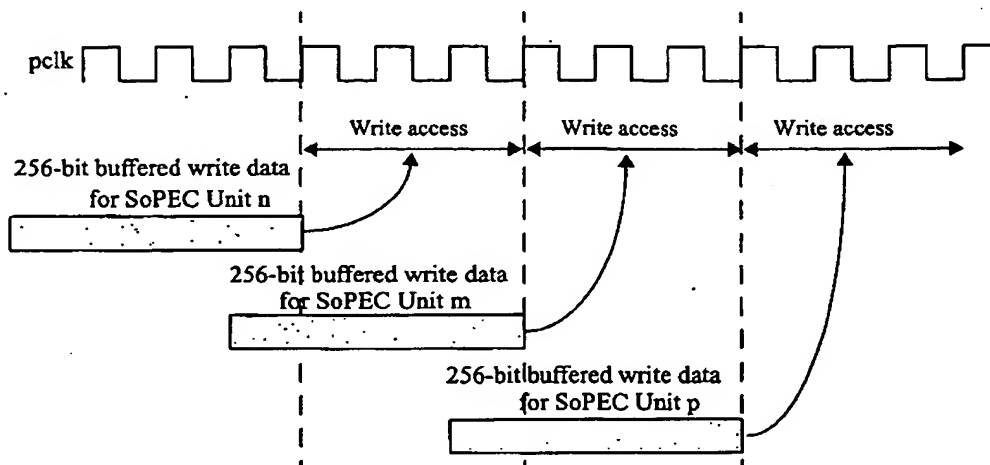 pclk
Write access
Write access
Write access
256-bit buffered write data
for SoPEC Unit n
256-bit buffered write data
for SoPEC Unit m
256-bit buffered write data
for SoPEC Unit p